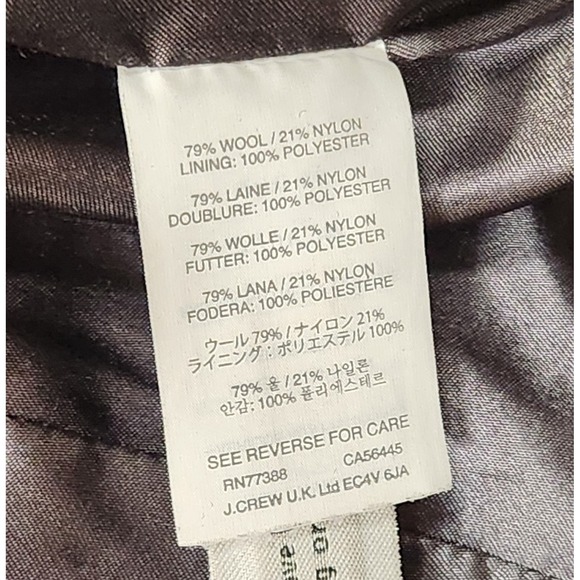 79% WOOL / 21% NYLON
LINING: 100% POLYESTER
79% LAINE / 21% NYLON
DOUBLURE: 100% POLYESTER
79% WOLLE / 21% NYLON
FUTTER: 100% POLYESTER
79% LANA / 21% NYLON
FODERA: 100% POLIESTERE
ウール 79% / ナイロン 21%
ライニング : ポリエステル 100%
79% 울 / 21% 나일론
안감: 100% 폴리에스테르
SEE REVERSE FOR CARE
RN77388 CA56445
J.CREW U.K. Ltd EC4V 6JA